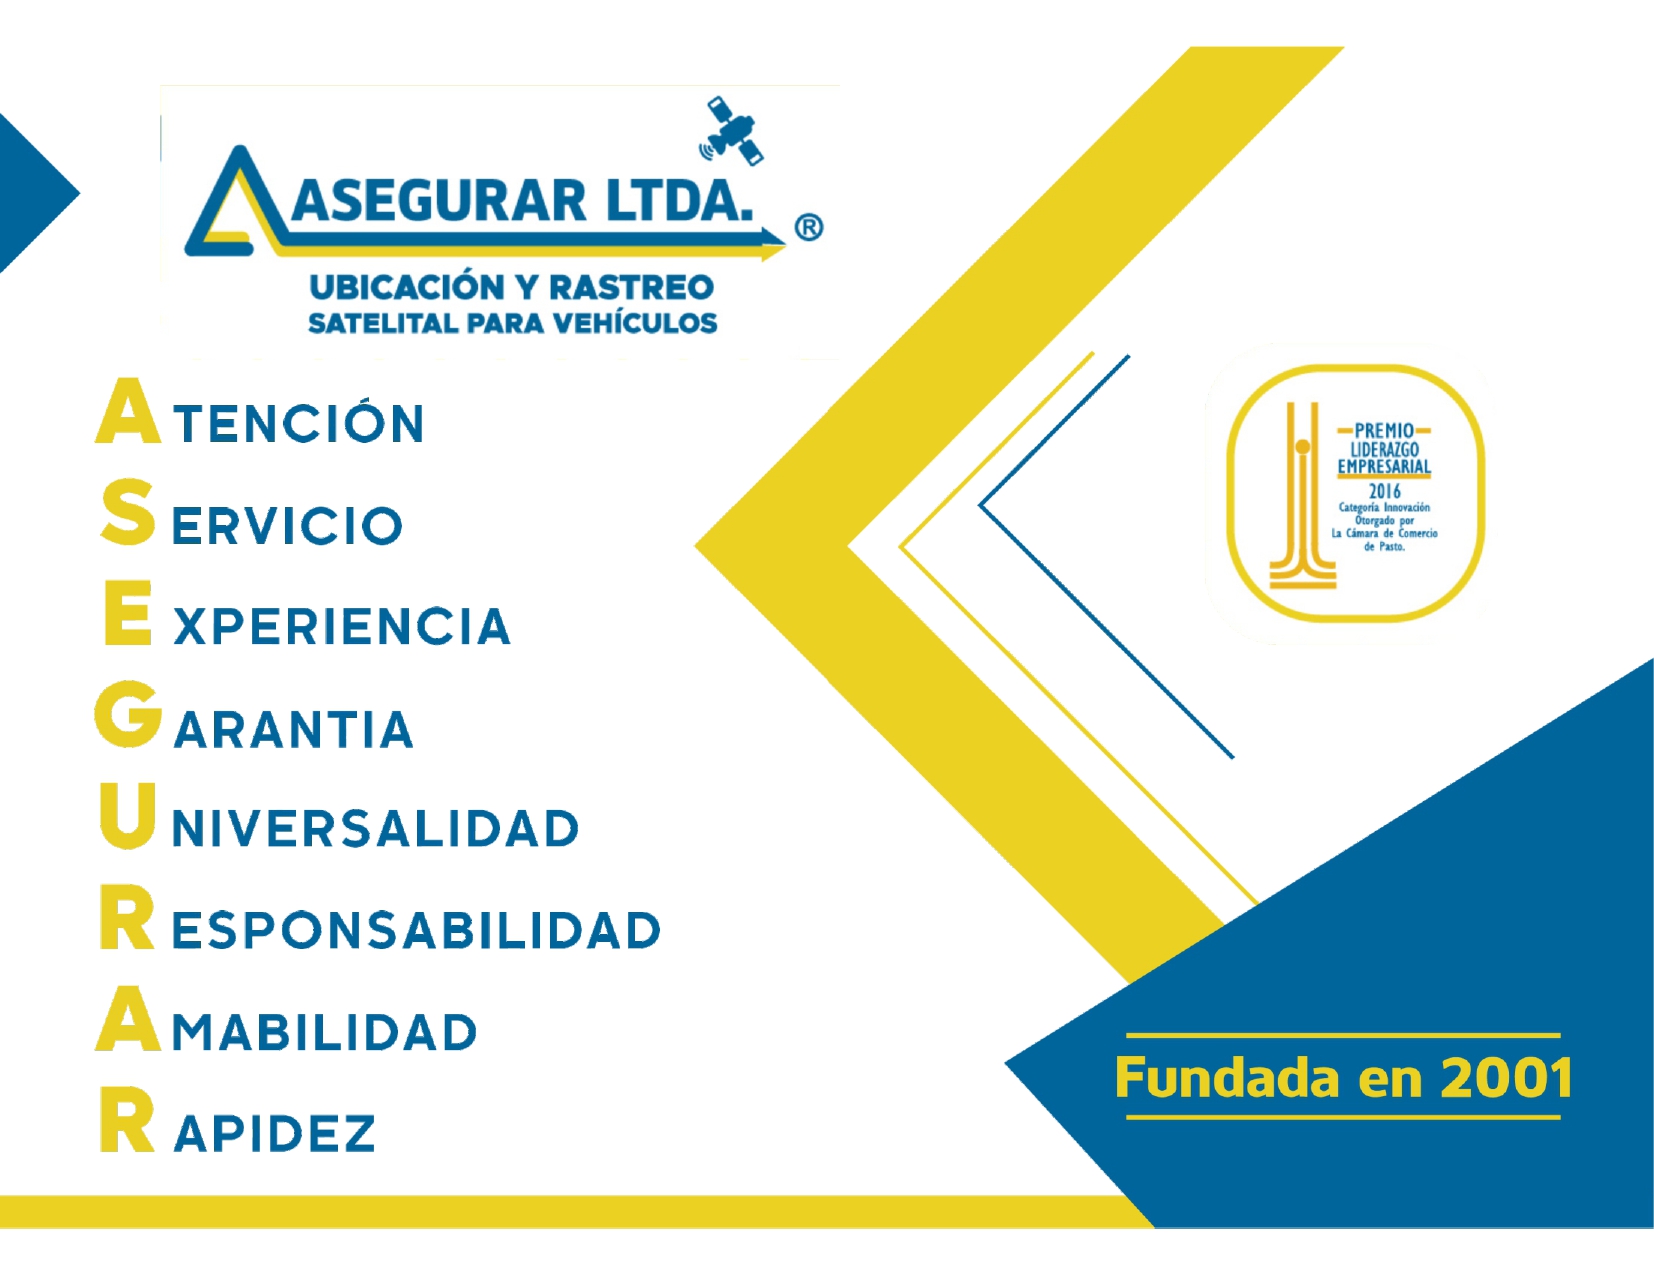 ASEGURAR LTDA.
®
UBICACIÓN Y RASTREO
SATELITAL PARA VEHÍCULOS
ATENCIÓN
SERVICIO
EXPERIENCIA
GARANTIA
UNIVERSALIDAD
RESPONSABILIDAD
AMABILIDAD
RAPIDEZ
PREMIO
LIDERAZGO
EMPRESARIAL
2016
Categoría Innovación
Otorgado por
La Cámara de Comercio
de Pasto.
Fundada en 2001